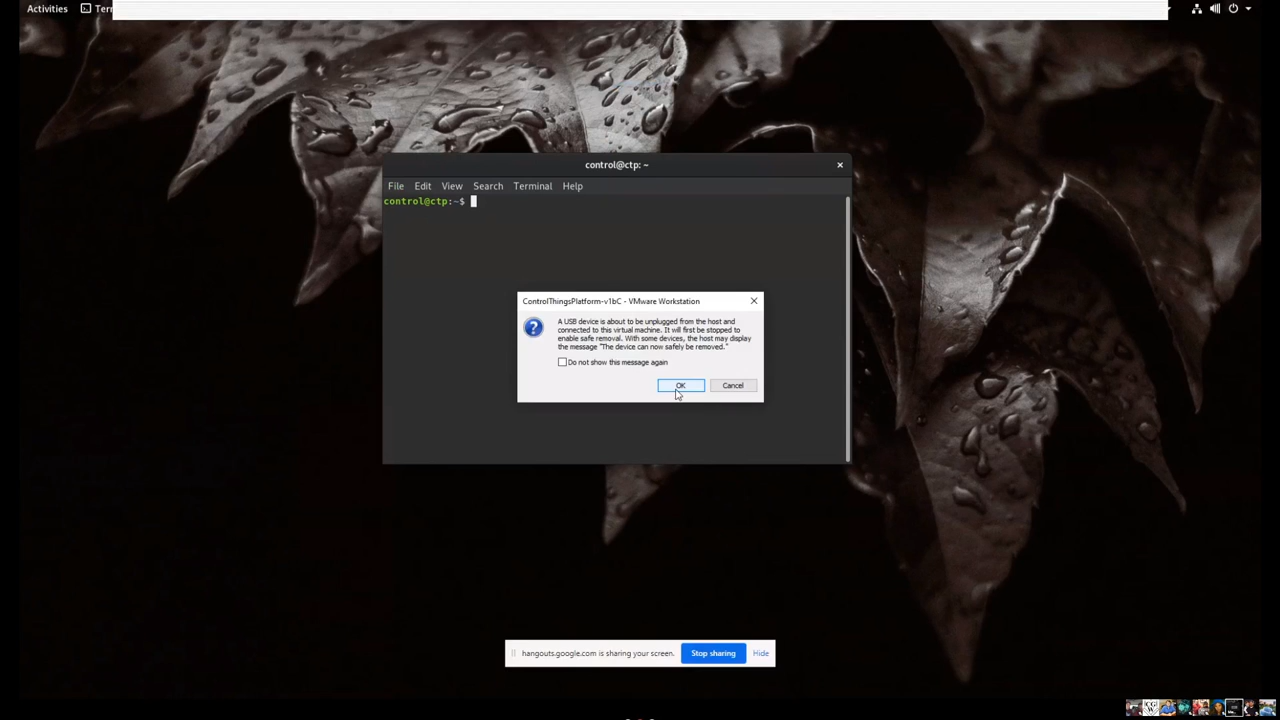 Activities
control@ctp: ~
File Edit View Search Terminal Help
control@ctp:~$
ControlThingsPlatform-v1bC - VMware Workstation
A USB device is about to be unplugged from the host and
connected to this virtual machine. It will first be stopped to
enable safe removal. With some devices, the host may display
the message "The device can now safely be removed."
Do not show this message again
OK Cancel
hangouts.google.com is sharing your screen. Stop sharing Hide